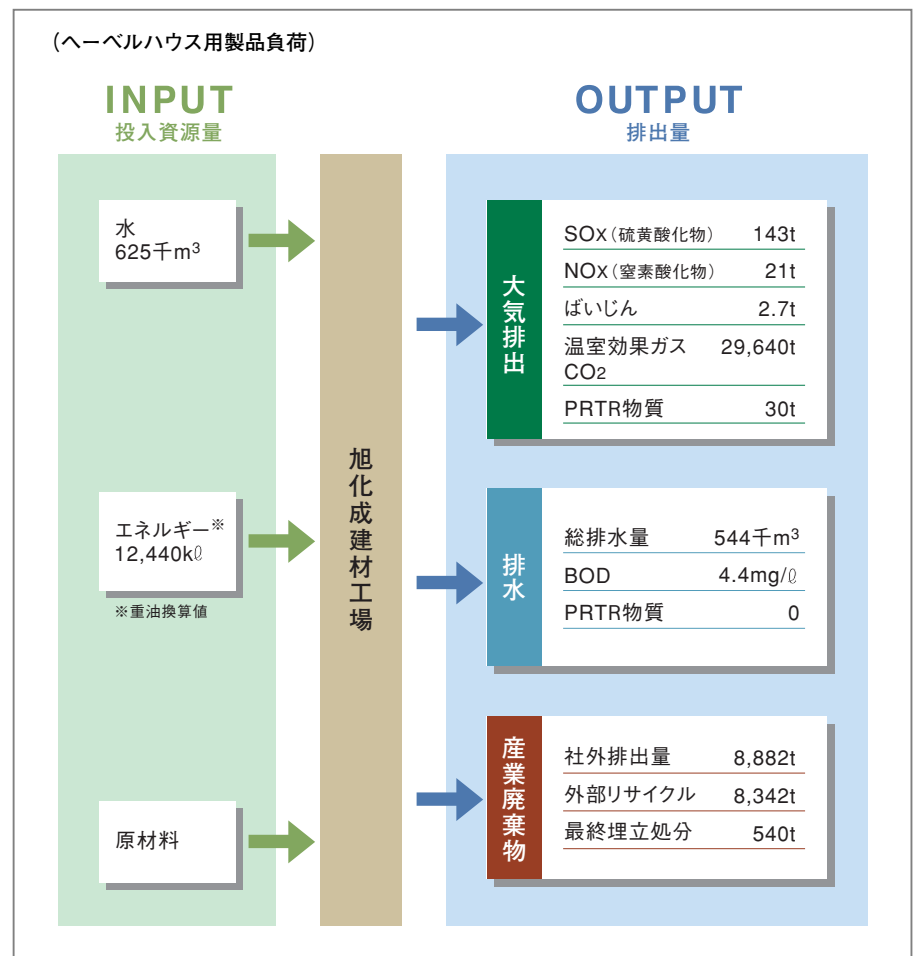 (ヘーベルハウス用製品負荷)
INPUT
投入資源量
OUTPUT
排出量
水
625千m³
エネルギー※
12,440kℓ
※重油換算値
原材料
旭化成建材工場
大気排出
SOx(硫黄酸化物) 143t
NOx(窒素酸化物) 21t
ばいじん 2.7t
温室効果ガス 29,640t
CO₂
PRTR物質 30t
排水
総排水量 544千m³
BOD 4.4mg/ℓ
PRTR物質 0
産業廃棄物
社外排出量 8,882t
外部リサイクル 8,342t
最終埋立処分 540t